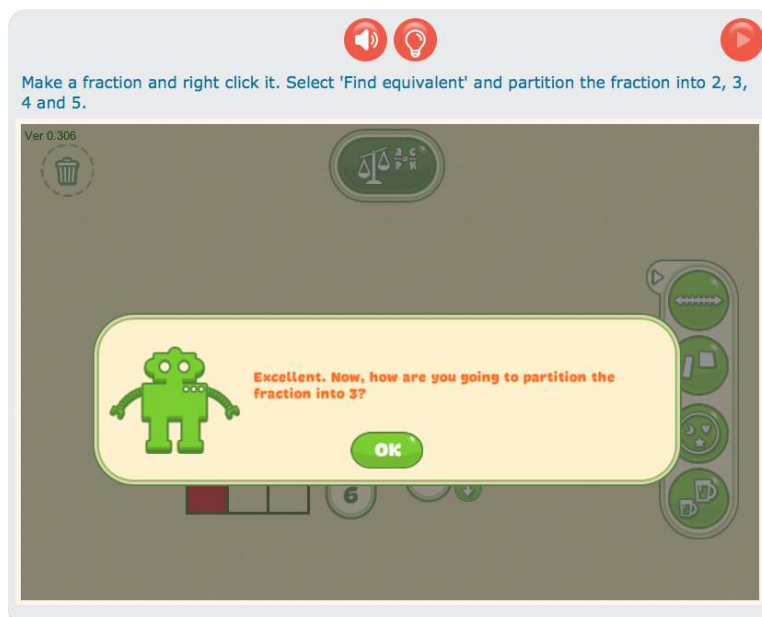 Make a fraction and right click it. Select 'Find equivalent' and partition the fraction into 2, 3,
4 and 5.
Ver 0.306
a/P = c/K
Excellent. Now, how are you going to partition the
fraction into 3?
OK
6